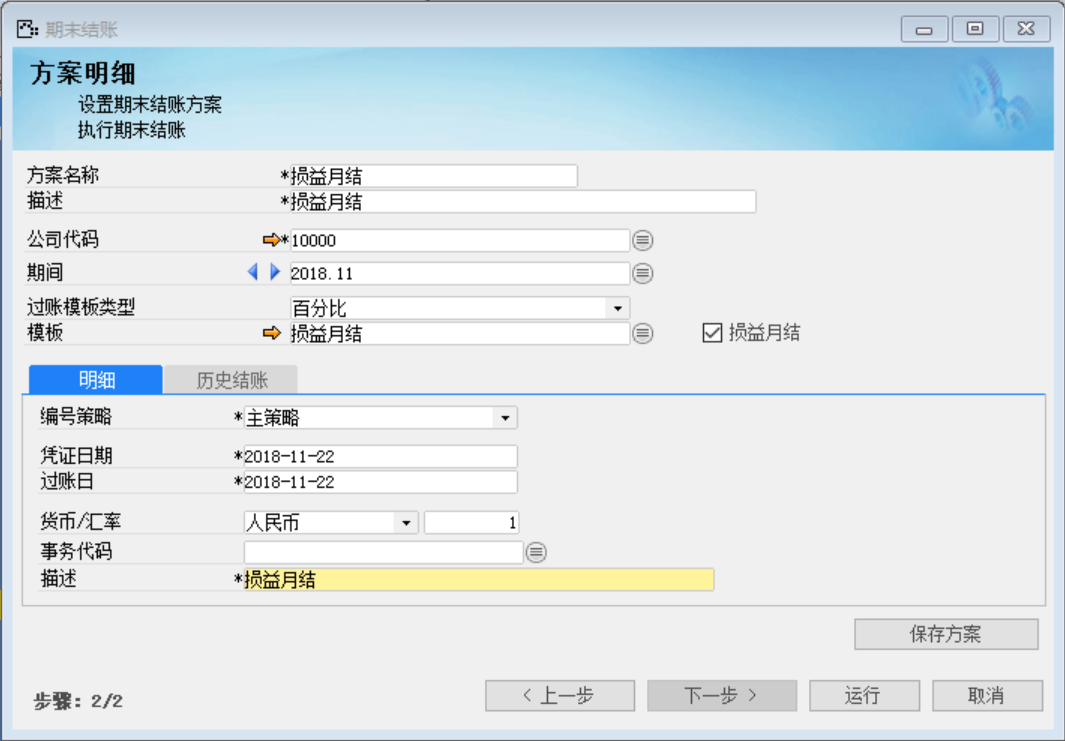 期末结账
方案明细
设置期末结账方案
执行期末结账
方案名称 *损益月结
描述 *损益月结
公司代码 *10000
期间 2018.11
过账模板类型 百分比
模板 损益月结 损益月结
明细 历史结账
编号策略 *主策略
凭证日期 *2018-11-22
过账日 *2018-11-22
货币/汇率 人民币 1
事务代码
描述 *损益月结
保存方案
步骤: 2/2 < 上一步 下一步 > 运行 取消